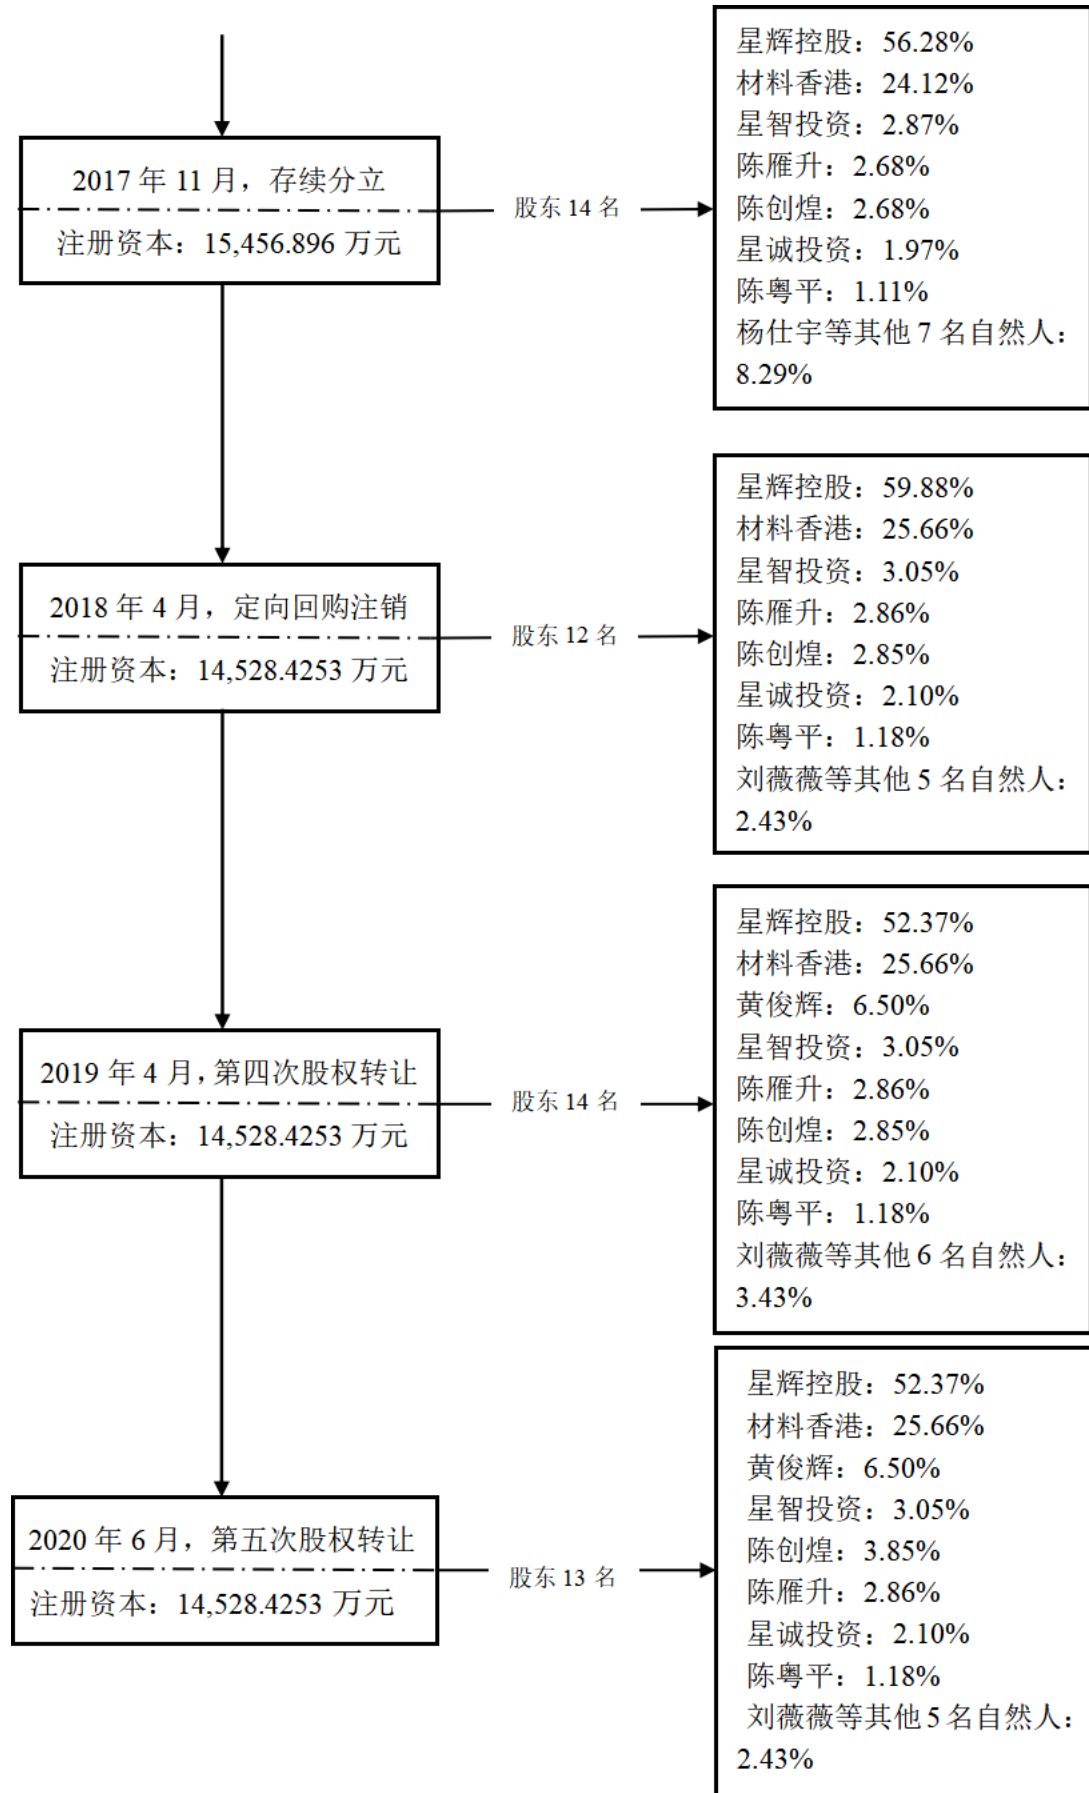 2017 年 11 月，存续分立
注册资本：15,456.896 万元
股东 14 名
星辉控股：56.28%
材料香港：24.12%
星智投资：2.87%
陈雁升：2.68%
陈创煌：2.68%
星诚投资：1.97%
陈粤平：1.11%
杨仕宇等其他 7 名自然人：
8.29%
2018 年 4 月，定向回购注销
注册资本：14,528.4253 万元
股东 12 名
星辉控股：59.88%
材料香港：25.66%
星智投资：3.05%
陈雁升：2.86%
陈创煌：2.85%
星诚投资：2.10%
陈粤平：1.18%
刘薇薇等其他 5 名自然人：
2.43%
2019 年 4 月，第四次股权转让
注册资本：14,528.4253 万元
股东 14 名
星辉控股：52.37%
材料香港：25.66%
黄俊辉：6.50%
星智投资：3.05%
陈雁升：2.86%
陈创煌：2.85%
星诚投资：2.10%
陈粤平：1.18%
刘薇薇等其他 6 名自然人：
3.43%
2020 年 6 月，第五次股权转让
注册资本：14,528.4253 万元
股东 13 名
星辉控股：52.37%
材料香港：25.66%
黄俊辉：6.50%
星智投资：3.05%
陈创煌：3.85%
陈雁升：2.86%
星诚投资：2.10%
陈粤平：1.18%
刘薇薇等其他 5 名自然人：
2.43%